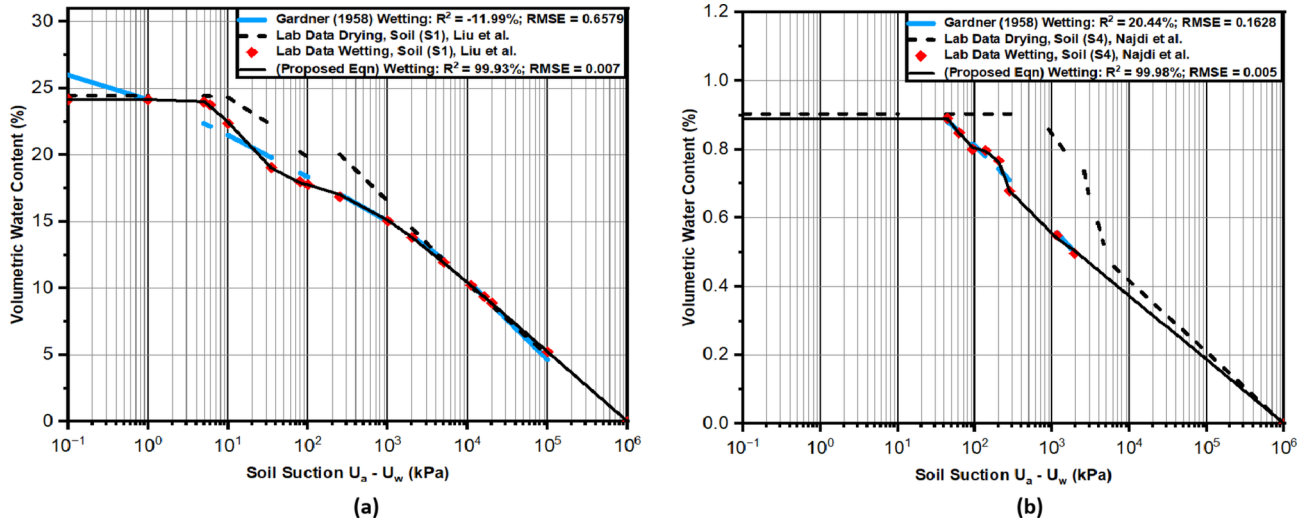 Gardner (1958) Wetting: R² = -11.99%; RMSE = 0.6579
Lab Data Drying, Soil (S1), Liu et al.
Lab Data Wetting, Soil (S1), Liu et al.
(Proposed Eqn) Wetting: R² = 99.93%; RMSE = 0.007
Volumetric Water Content (%)
30
25
20
15
10
5
0
10⁻¹ 10⁰ 10¹ 10² 10³ 10⁴ 10⁵ 10⁶
Soil Suction Uₐ - U_w (kPa)
(a)
Gardner (1958) Wetting: R² = 20.44%; RMSE = 0.1628
Lab Data Drying, Soil (S4), Najdi et al.
Lab Data Wetting, Soil (S4), Najdi et al.
(Proposed Eqn) Wetting: R² = 99.98%; RMSE = 0.005
Volumetric Water Content (%)
1.2
1.0
0.8
0.6
0.4
0.2
0.0
10⁻¹ 10⁰ 10¹ 10² 10³ 10⁴ 10⁵ 10⁶
Soil Suction Uₐ - U_w (kPa)
(b)